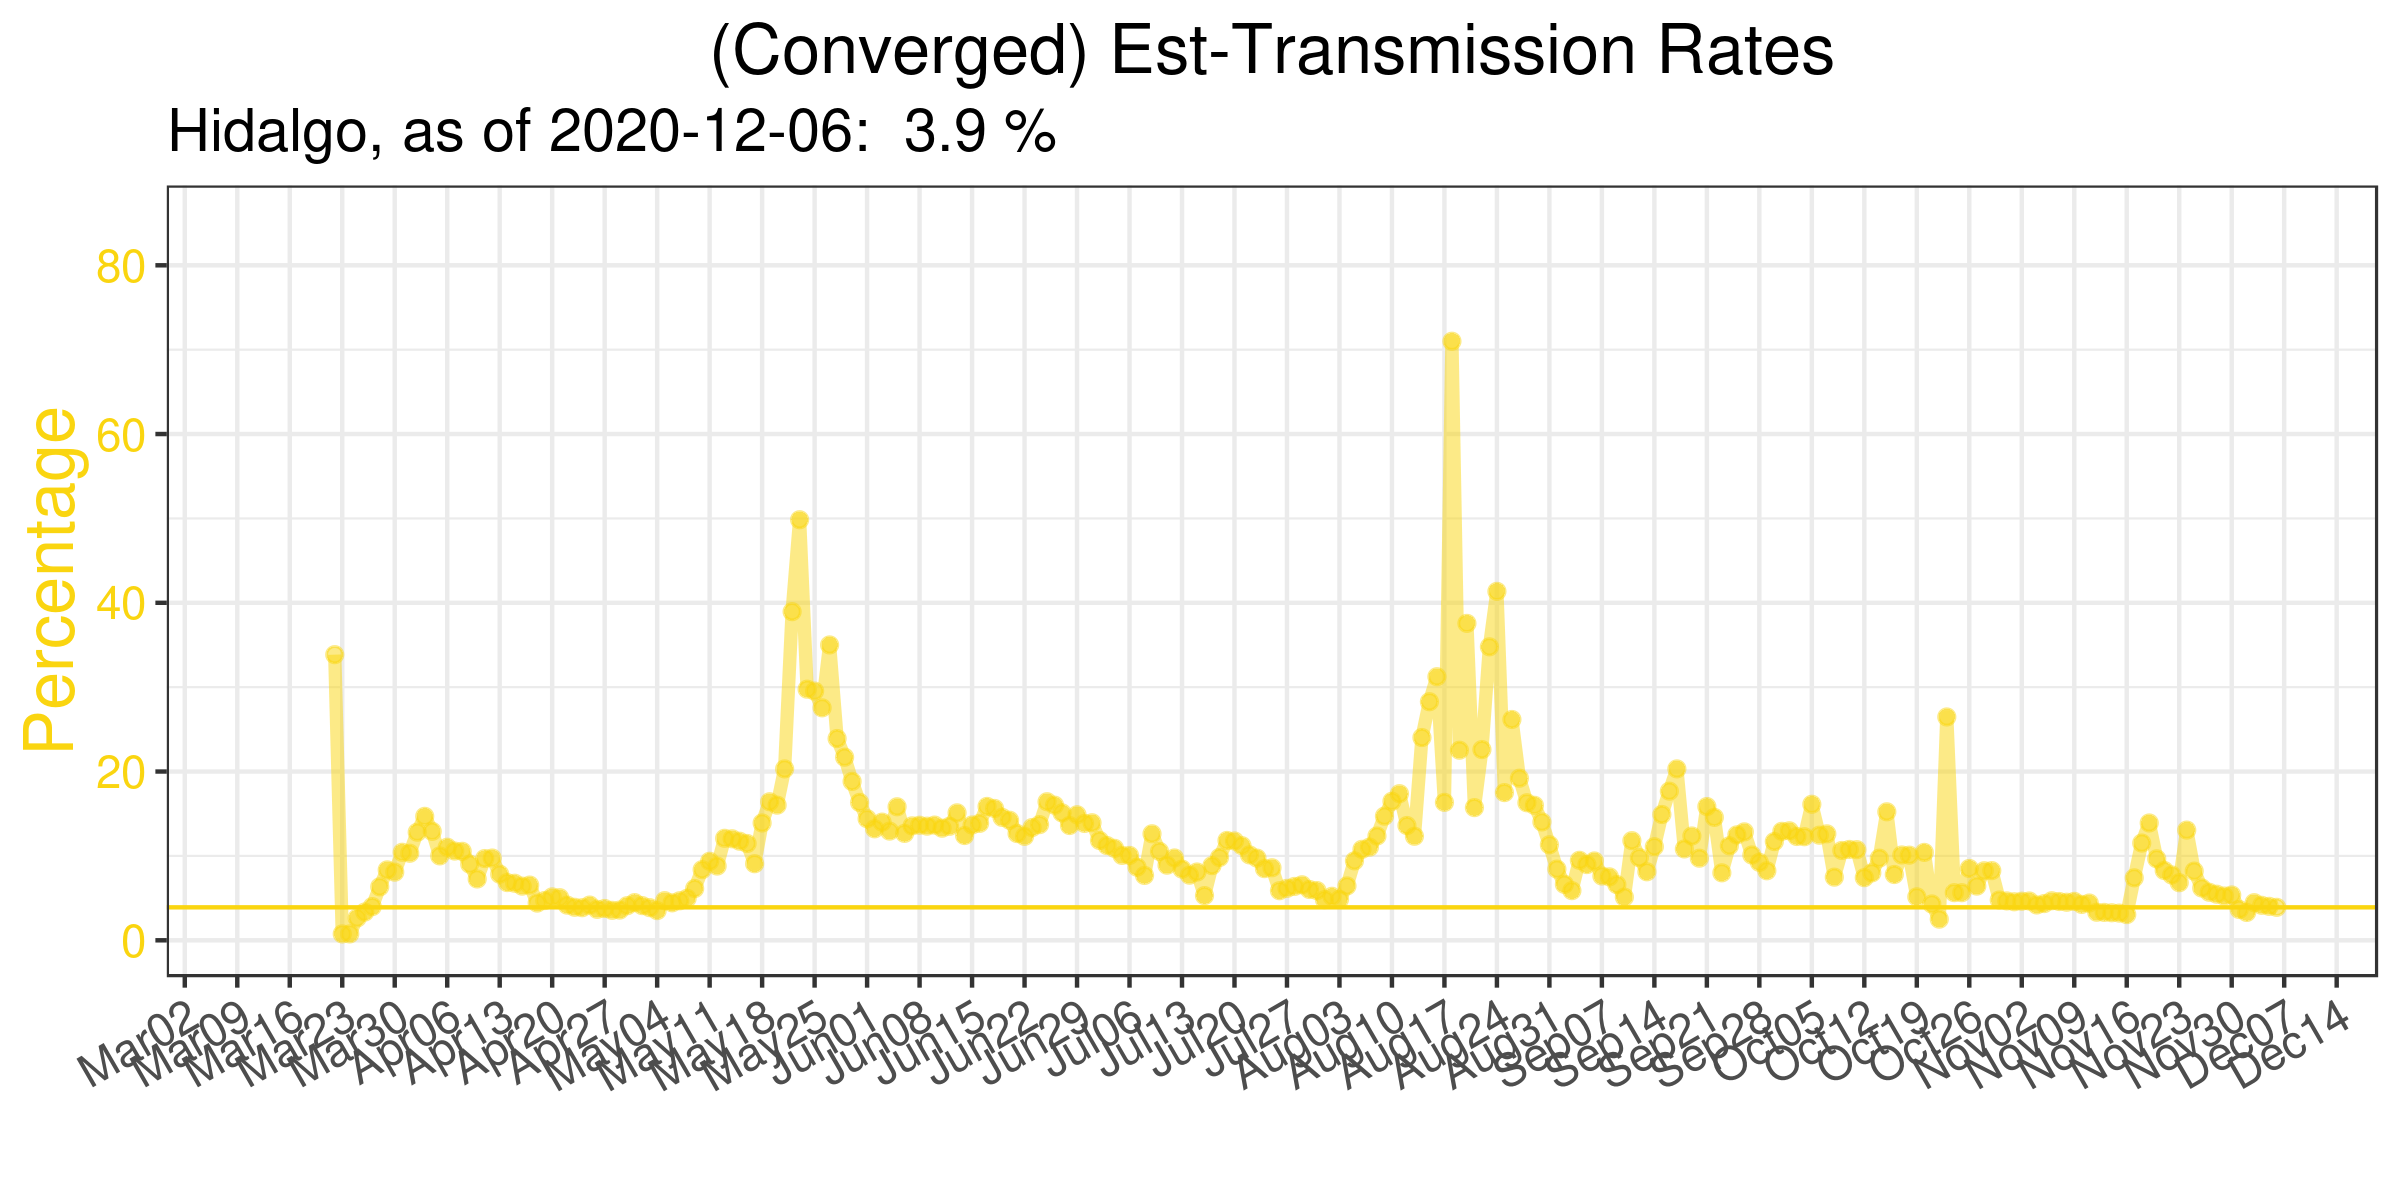 (Converged) Est-Transmission Rates
Hidalgo, as of 2020-12-06:  3.9 %
Percentage
80
60
40
20
0
Mar02
Mar09
Mar16
Mar23
Mar30
Apr06
Apr13
Apr20
Apr27
May04
May11
May18
May25
Jun01
Jun08
Jun15
Jun22
Jun29
Jul06
Jul13
Jul20
Jul27
Aug03
Aug10
Aug17
Aug24
Aug31
Sep07
Sep14
Sep21
Sep28
Oct05
Oct12
Oct19
Oct26
Nov02
Nov09
Nov16
Nov23
Nov30
Dec07
Dec14